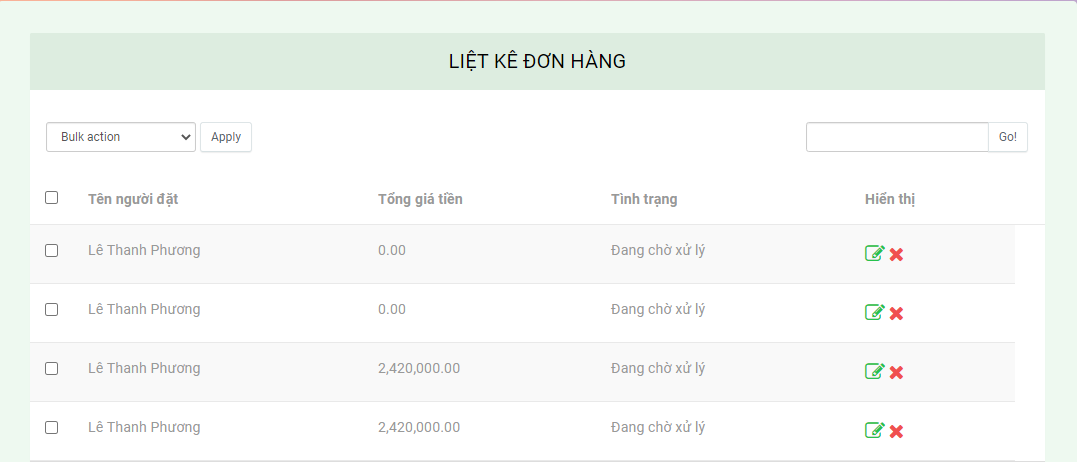 LIỆT KÊ ĐƠN HÀNG
Bulk action Apply Go!
Tên người đặt Tổng giá tiền Tình trạng Hiển thị
Lê Thanh Phương 0.00 Đang chờ xử lý
Lê Thanh Phương 0.00 Đang chờ xử lý
Lê Thanh Phương 2,420,000.00 Đang chờ xử lý
Lê Thanh Phương 2,420,000.00 Đang chờ xử lý